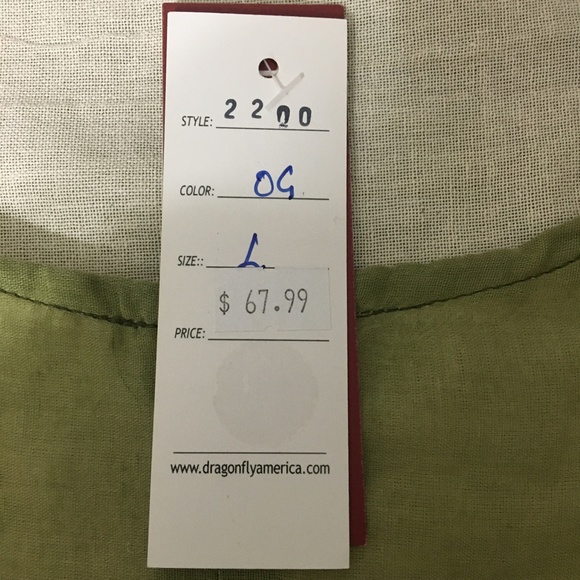 STYLE: 2200
COLOR: OG
SIZE:: L.
$ 67.99
PRICE:
www.dragonflyamerica.com